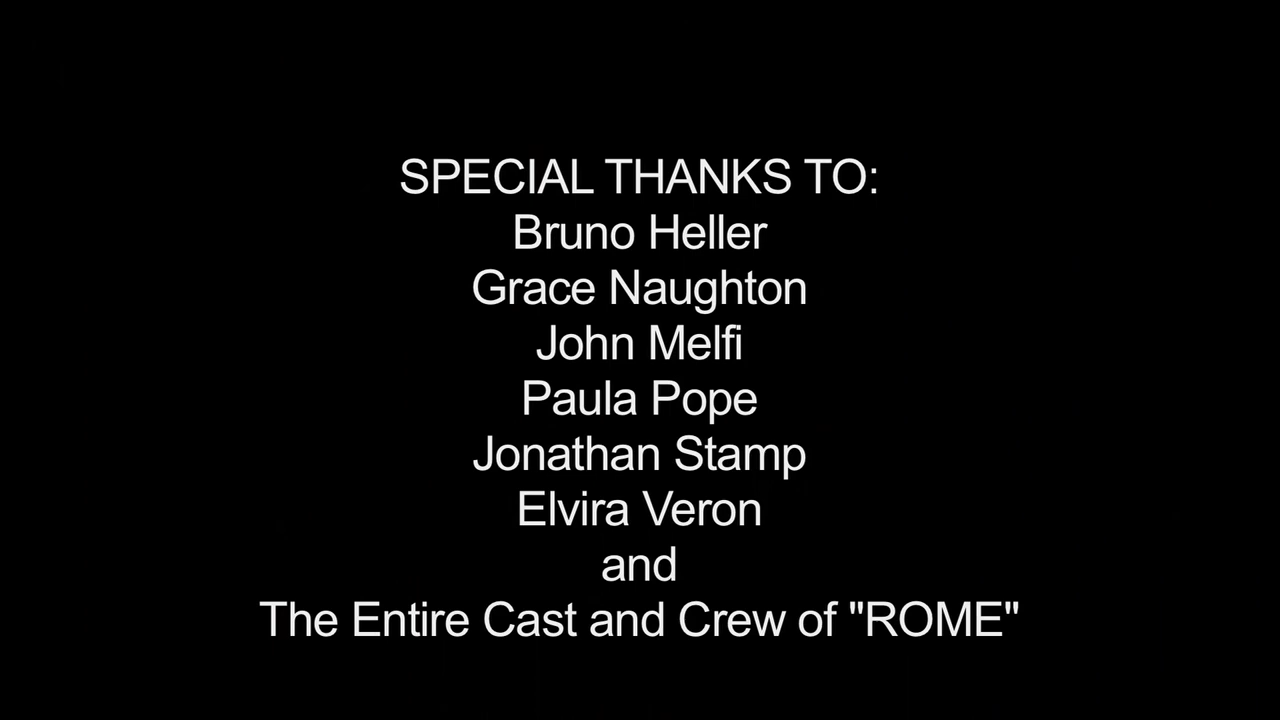 SPECIAL THANKS TO:
Bruno Heller
Grace Naughton
John Melfi
Paula Pope
Jonathan Stamp
Elvira Veron
and
The Entire Cast and Crew of "ROME"